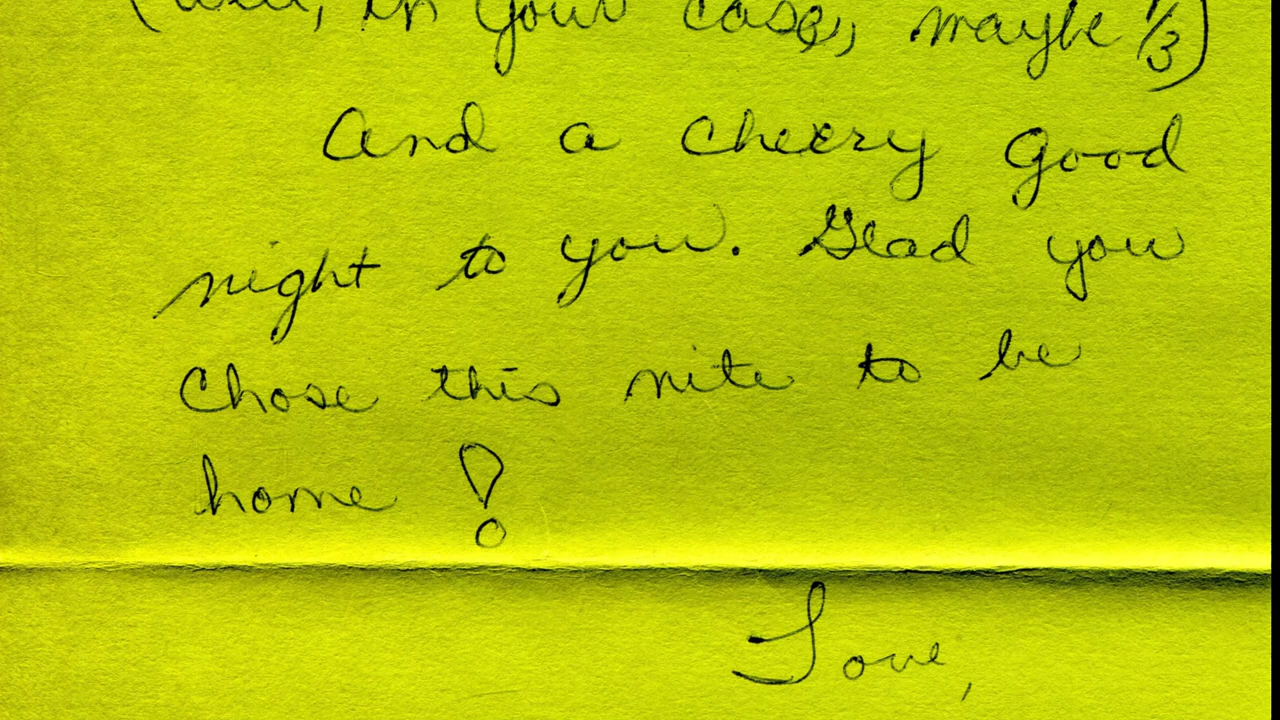 (well, in your case, maybe 1/3)
And a cheery good
night to you. Glad you
chose this nite to be
home!
Love,